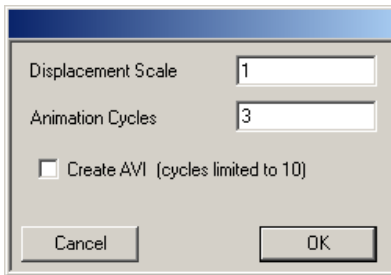 Displacement Scale 1
Animation Cycles 3
Create AVI (cycles limited to 10)
Cancel OK